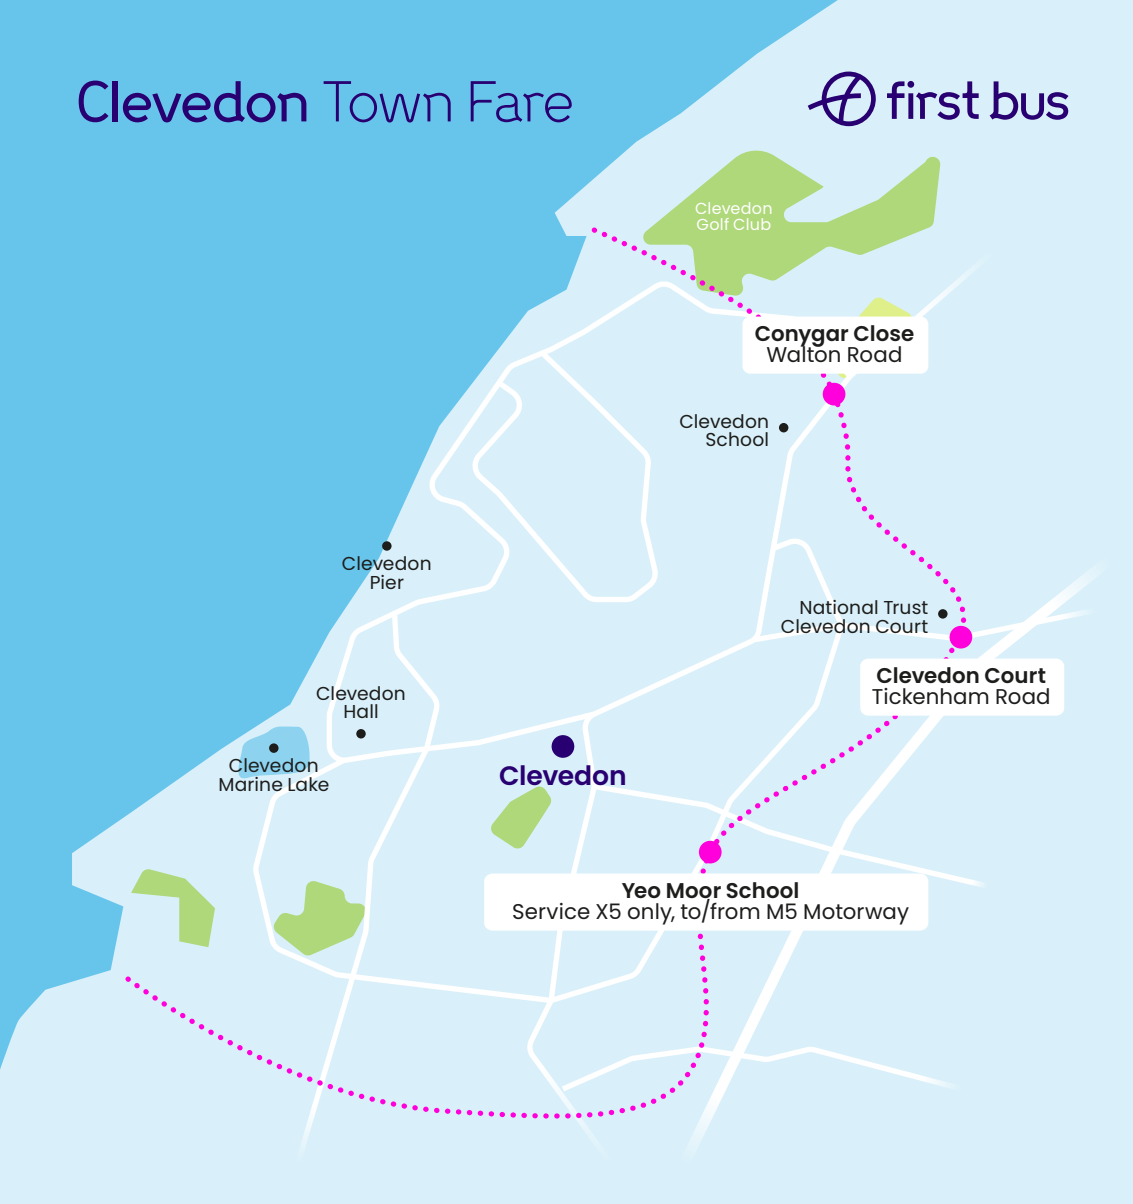 Clevedon Town Fare
first bus
Clevedon
Golf Club
Conygar Close
Walton Road
Clevedon
School
Clevedon
Pier
National Trust
Clevedon Court
Clevedon Court
Tickenham Road
Clevedon
Hall
Clevedon
Marine Lake
Clevedon
Yeo Moor School
Service X5 only, to/from M5 Motorway